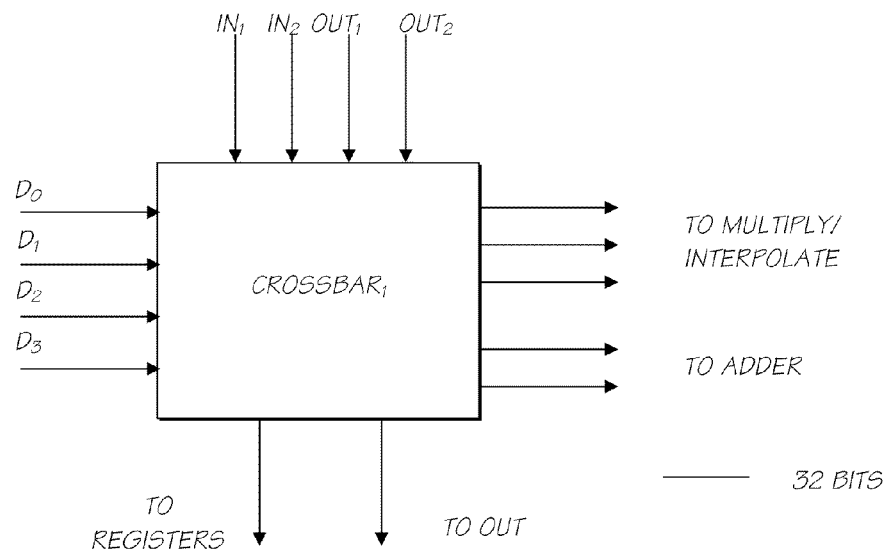 IN₁ IN₂ OUT₁ OUT₂
D₀
D₁
D₂
D₃
CROSSBAR₁
TO MULTIPLY/
INTERPOLATE
TO ADDER
32 BITS
TO
REGISTERS
TO OUT